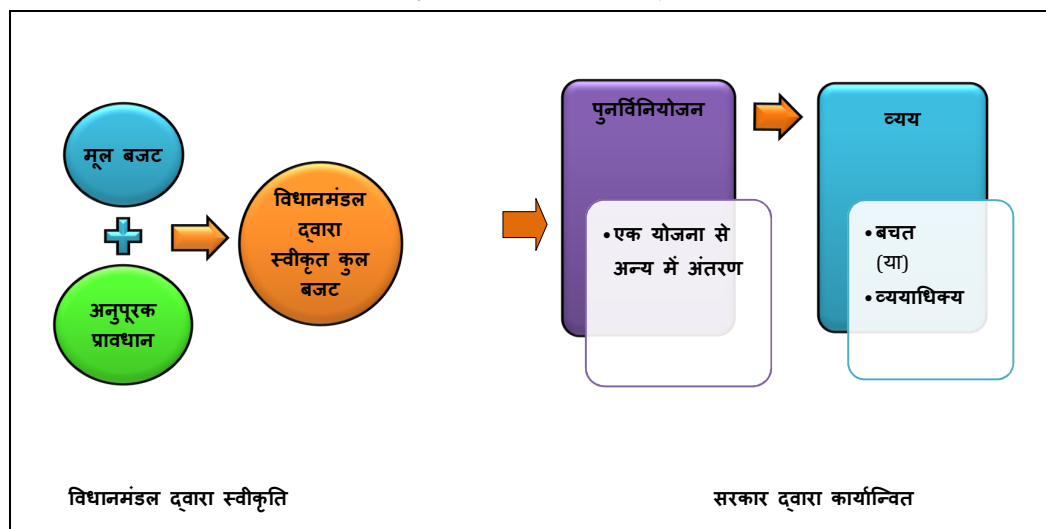 मूल बजट
अनुपूरक
प्रावधान
विधानमंडल
द्वारा
स्वीकृत कुल
बजट
पुनर्विनियोजन
• एक योजना से
अन्य में अंतरण
व्यय
• बचत
(या)
• व्ययाधिक्य
विधानमंडल द्वारा स्वीकृति
सरकार द्वारा कार्यान्वित